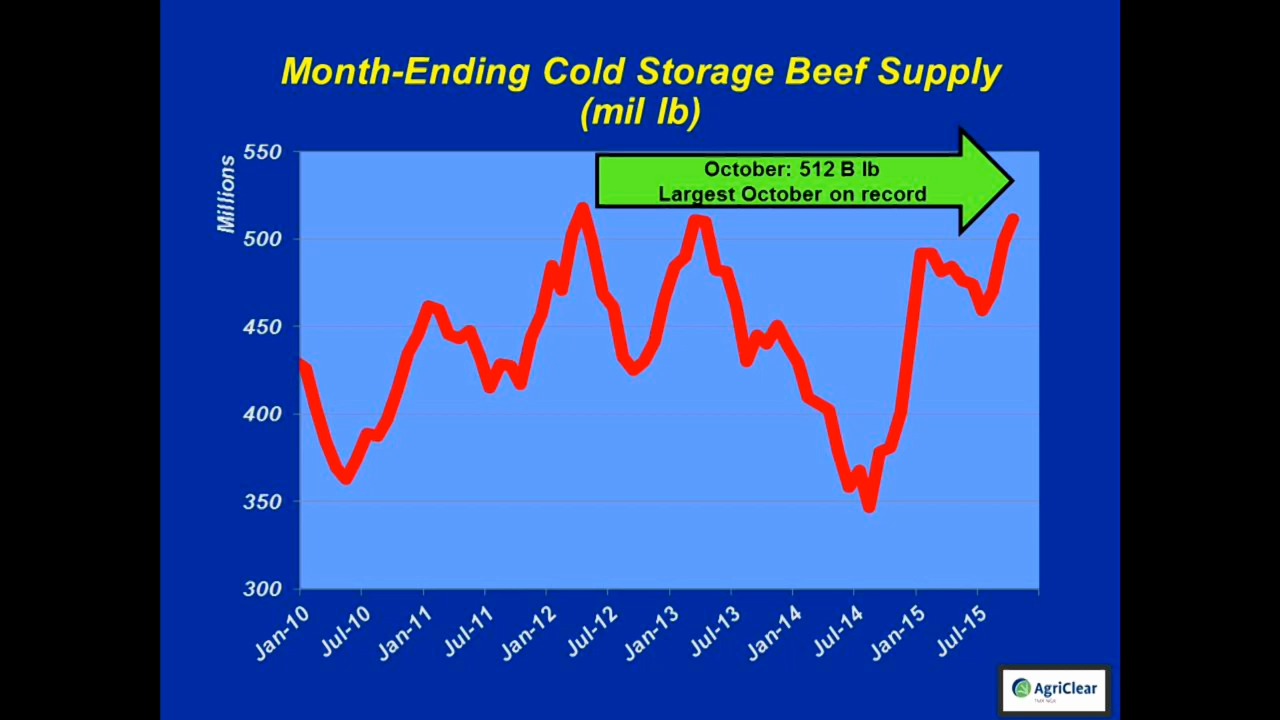 Month-Ending Cold Storage Beef Supply
(mil lb)
Millions
550
500
450
400
350
300
October: 512 B lb
Largest October on record
Jan-10
Jul-10
Jan-11
Jul-11
Jan-12
Jul-12
Jan-13
Jul-13
Jan-14
Jul-14
Jan-15
Jul-15
AgriClear